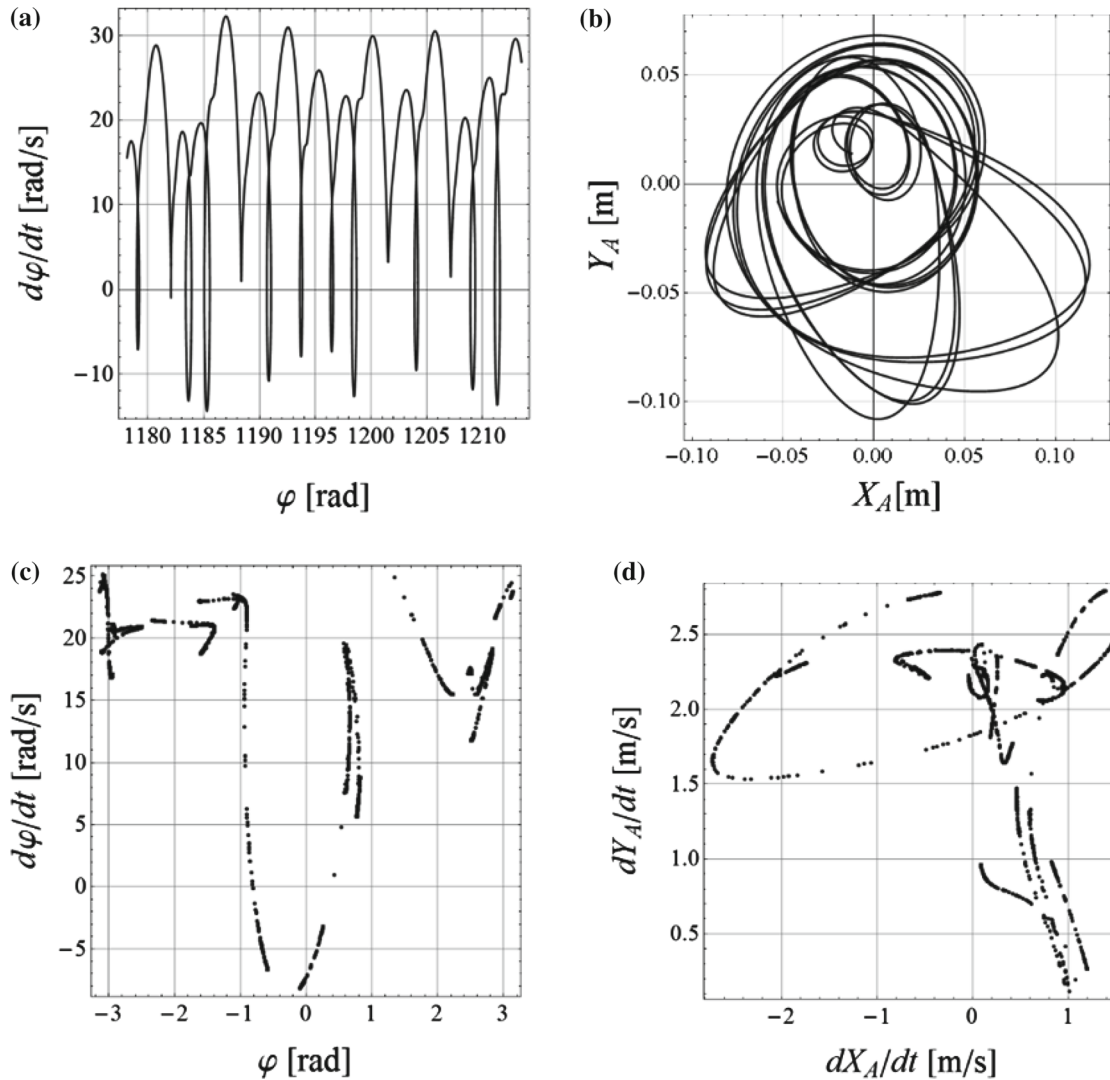 (a)
30
20
10
0
−10
dφ/dt [rad/s]
1180 1185 1190 1195 1200 1205 1210
φ [rad]
(b)
0.05
0.00
−0.05
−0.10
Y_A [m]
−0.10 −0.05 0.00 0.05 0.10
X_A[m]
(c)
25
20
15
10
5
0
−5
dφ/dt [rad/s]
−3 −2 −1 0 1 2 3
φ [rad]
(d)
2.5
2.0
1.5
1.0
0.5
dY_A/dt [m/s]
−2 −1 0 1
dX_A/dt [m/s]